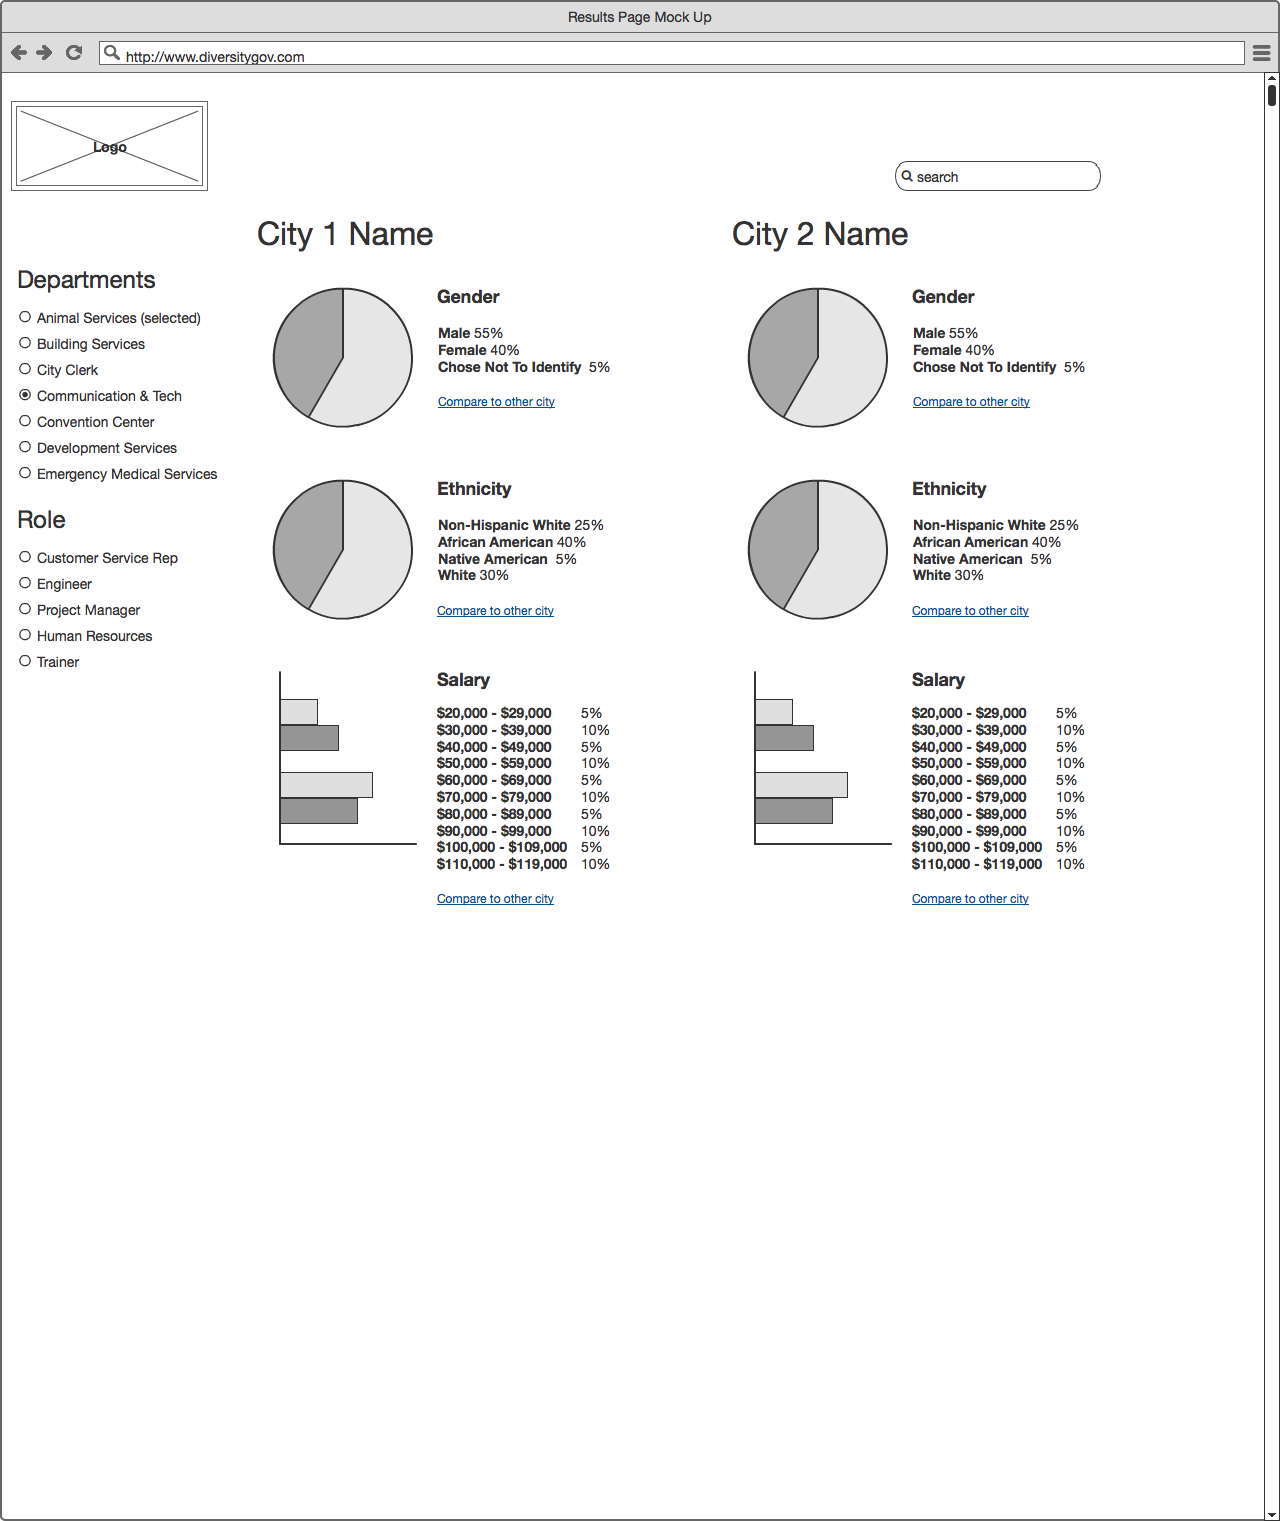 Results Page Mock Up
http://www.diversitygov.com
Logo
search
City 1 Name
City 2 Name
Departments
Animal Services (selected)
Building Services
City Clerk
Communication & Tech
Convention Center
Development Services
Emergency Medical Services
Role
Customer Service Rep
Engineer
Project Manager
Human Resources
Trainer
Gender
Male 55%
Female 40%
Chose Not To Identify 5%
Compare to other city
Ethnicity
Non-Hispanic White 25%
African American 40%
Native American 5%
White 30%
Compare to other city
Salary
$20,000 - $29,000 5%
$30,000 - $39,000 10%
$40,000 - $49,000 5%
$50,000 - $59,000 10%
$60,000 - $69,000 5%
$70,000 - $79,000 10%
$80,000 - $89,000 5%
$90,000 - $99,000 10%
$100,000 - $109,000 5%
$110,000 - $119,000 10%
Compare to other city
Gender
Male 55%
Female 40%
Chose Not To Identify 5%
Compare to other city
Ethnicity
Non-Hispanic White 25%
African American 40%
Native American 5%
White 30%
Compare to other city
Salary
$20,000 - $29,000 5%
$30,000 - $39,000 10%
$40,000 - $49,000 5%
$50,000 - $59,000 10%
$60,000 - $69,000 5%
$70,000 - $79,000 10%
$80,000 - $89,000 5%
$90,000 - $99,000 10%
$100,000 - $109,000 5%
$110,000 - $119,000 10%
Compare to other city